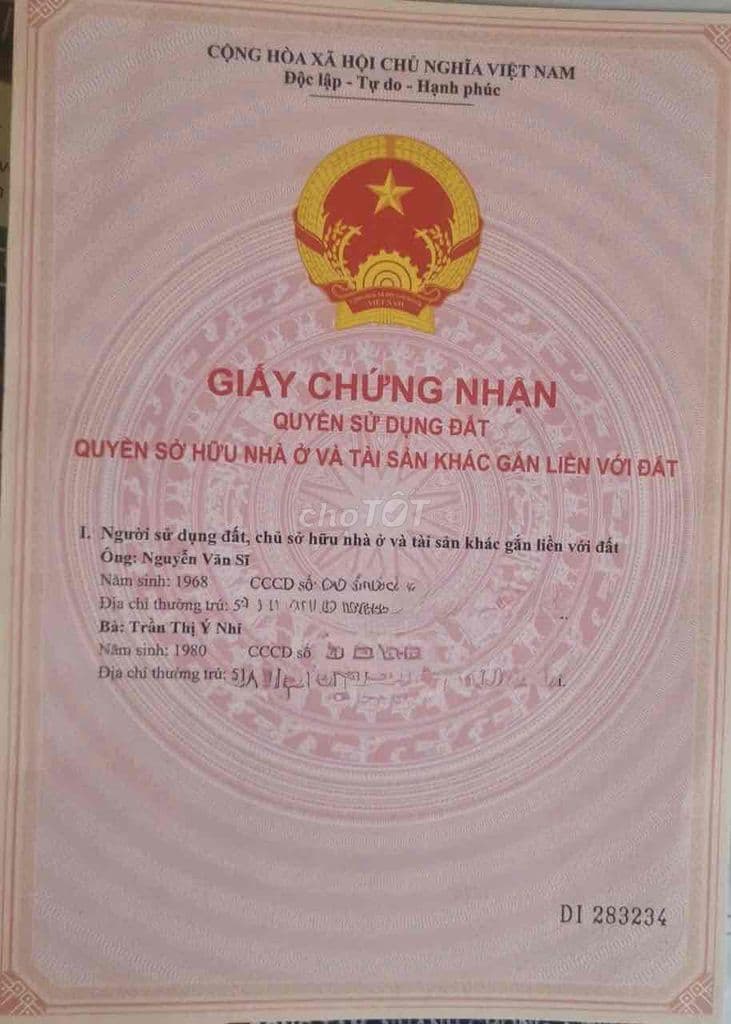 CỘNG HÒA XÃ HỘI CHỦ NGHĨA VIỆT NAM
Độc lập - Tự do - Hạnh phúc
VIỆT NAM
GIẤY CHỨNG NHẬN
QUYỀN SỬ DỤNG ĐẤT
QUYỀN SỞ HỮU NHÀ Ở VÀ TÀI SẢN KHÁC GẮN LIỀN VỚI ĐẤT
choTỐT
I. Người sử dụng đất, chủ sở hữu nhà ở và tài sản khác gắn liền với đất
Ông: Nguyễn Văn Sĩ
Năm sinh: 1968 CCCD số:
Địa chỉ thường trú:
Bà: Trần Thị Ý Nhi
Năm sinh: 1980 CCCD số
Địa chỉ thường trú:
DI 283234